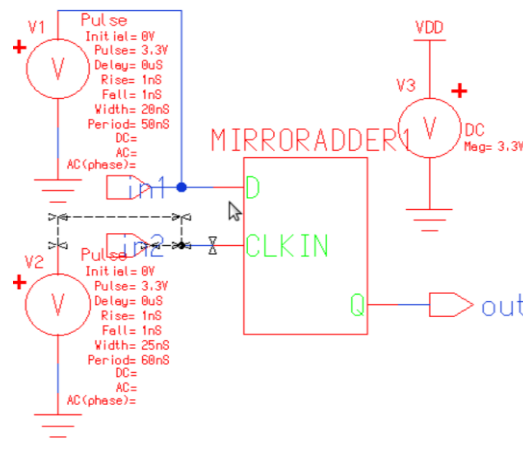 V1
Pulse
Initial= 0V
Pulse= 3.3V
Delay= 0uS
Rise= 1nS
Fall= 1nS
Width= 20nS
Period= 50nS
DC=
AC=
AC(phase)=
V
in1
MIRRORADDER1
D
CLKIN
Q
out
VDD
V3
V
DC
Mag= 3.3V
in2
V2
Pulse
Initial= 0V
Pulse= 3.3V
Delay= 0uS
Rise= 1nS
Fall= 1nS
Width= 25nS
Period= 60nS
DC=
AC=
AC(phase)=
V